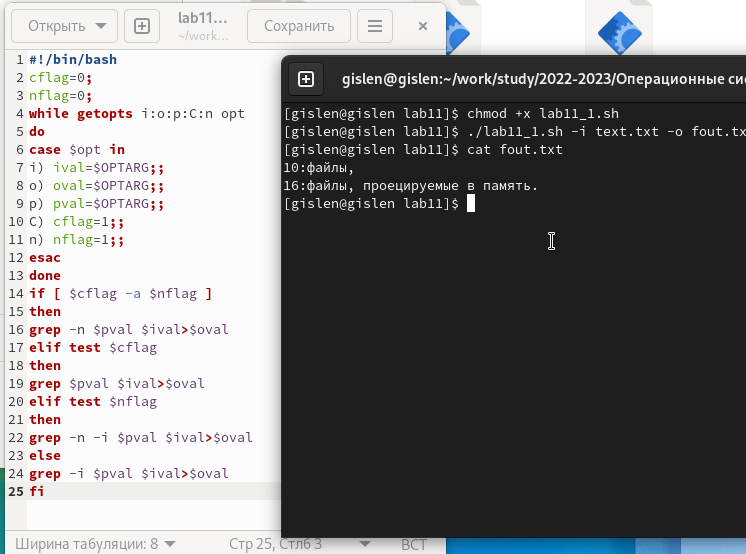 Открыть
lab11...
~/work...
Сохранить
1 #!/bin/bash
2 cflag=0;
3 nflag=0;
4 while getopts i:o:p:C:n opt
5 do
6 case $opt in
7 i) ival=$OPTARG;;
8 o) oval=$OPTARG;;
9 p) pval=$OPTARG;;
10 C) cflag=1;;
11 n) nflag=1;;
12 esac
13 done
14 if [ $cflag -a $nflag ]
15 then
16 grep -n $pval $ival>$oval
17 elif test $cflag
18 then
19 grep $pval $ival>$oval
20 elif test $nflag
21 then
22 grep -n -i $pval $ival>$oval
23 else
24 grep -i $pval $ival>$oval
25 fi
Ширина табуляции: 8
Стр 25, Стлб 3
ВСТ
gislen@gislen:~/work/study/2022-2023/Операционные сис
[gislen@gislen lab11]$ chmod +x lab11_1.sh
[gislen@gislen lab11]$ ./lab11_1.sh -i text.txt -o fout.tx
[gislen@gislen lab11]$ cat fout.txt
10:файлы,
16:файлы, проецируемые в память.
[gislen@gislen lab11]$